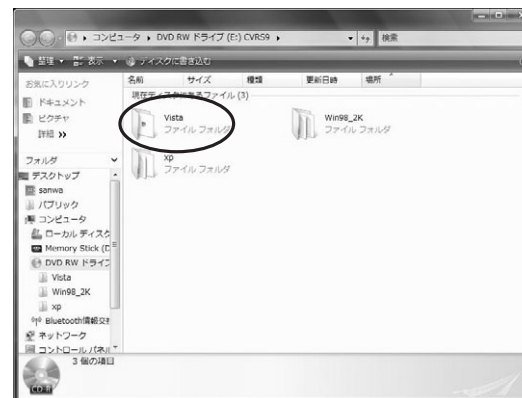 コンピュータ ▸ DVD RW ドライブ (E:) CVRS9 ▸
検索
整理 表示 ディスクに書き込む
お気に入りリンク
ドキュメント
ピクチャ
詳細 >>
フォルダ
デスクトップ
sanwa
パブリック
コンピュータ
ローカル ディスク
Memory Stick (D
DVD RW ドライブ
Vista
Win98_2K
xp
Bluetooth情報交
ネットワーク
コントロール パネル
名前 サイズ 種類 更新日時 場所
現在ディスクにあるファイル (3)
Vista
ファイル フォルダ
Win98_2K
ファイル フォルダ
xp
ファイル フォルダ
3 個の項目
CD-R